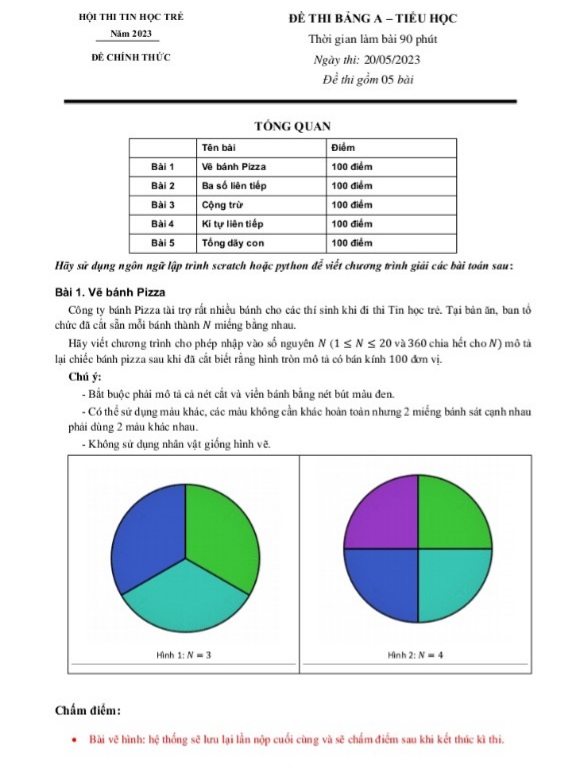 HỘI THI TIN HỌC TRẺ
Năm 2023
ĐỀ CHÍNH THỨC
ĐỀ THI BẢNG A – TIỂU HỌC
Thời gian làm bài 90 phút
Ngày thi: 20/05/2023
Đề thi gồm 05 bài
TỔNG QUAN
Tên bài Điểm
Bài 1 Vẽ bánh Pizza 100 điểm
Bài 2 Ba số liên tiếp 100 điểm
Bài 3 Cộng trừ 100 điểm
Bài 4 Kí tự liên tiếp 100 điểm
Bài 5 Tổng dãy con 100 điểm
Hãy sử dụng ngôn ngữ lập trình scratch hoặc python để viết chương trình giải các bài toán sau:
Bài 1. Vẽ bánh Pizza
Công ty bánh Pizza tài trợ rất nhiều bánh cho các thí sinh khi đi thi Tin học trẻ. Tại bàn ăn, ban tổ
chức đã cắt sẵn mỗi bánh thành N miếng bằng nhau.
Hãy viết chương trình cho phép nhập vào số nguyên N (1 ≤ N ≤ 20 và 360 chia hết cho N) mô tả
lại chiếc bánh pizza sau khi đã cắt biết rằng hình tròn mô tả có bán kính 100 đơn vị.
Chú ý:
- Bắt buộc phải mô tả cả nét cắt và viền bánh bằng nét bút màu đen.
- Có thể sử dụng màu khác, các màu không cần khác hoàn toàn nhưng 2 miếng bánh sát cạnh nhau
phải dùng 2 màu khác nhau.
- Không sử dụng nhân vật giống hình vẽ.
Hình 1: N = 3
Hình 2: N = 4
Chấm điểm:
• Bài vẽ hình: hệ thống sẽ lưu lại lần nộp cuối cùng và sẽ chấm điểm sau khi kết thúc kì thi.